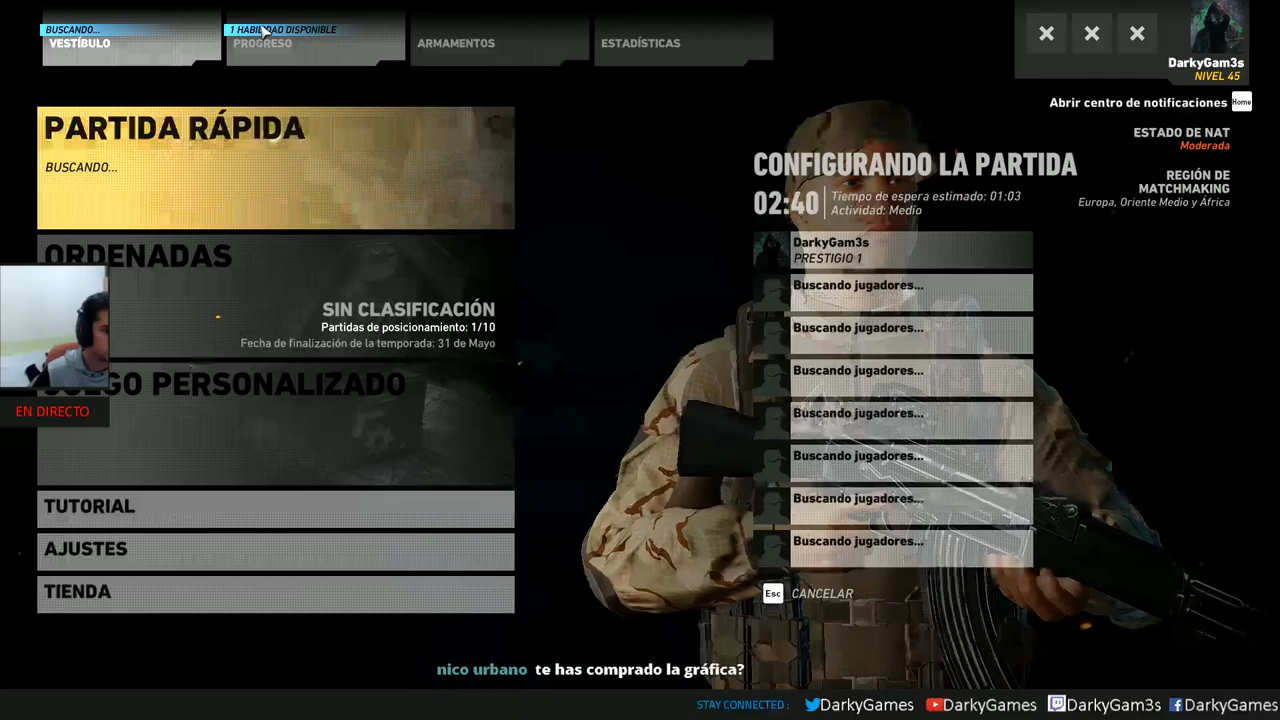 BUSCANDO...
VESTÍBULO
1 HABILIDAD DISPONIBLE
PROGRESO
ARMAMENTOS
ESTADÍSTICAS
DarkyGam3s
NIVEL 45
Abrir centro de notificaciones Home
ESTADO DE NAT
Moderada
REGIÓN DE
MATCHMAKING
Europa, Oriente Medio y África
PARTIDA RÁPIDA
BUSCANDO...
ORDENADAS
SIN CLASIFICACIÓN
Partidas de posicionamiento: 1/10
Fecha de finalización de la temporada: 31 de Mayo
JUEGO PERSONALIZADO
EN DIRECTO
TUTORIAL
AJUSTES
TIENDA
CONFIGURANDO LA PARTIDA
02:40
Tiempo de espera estimado: 01:03
Actividad: Medio
DarkyGam3s
PRESTIGIO 1
Buscando jugadores...
Buscando jugadores...
Buscando jugadores...
Buscando jugadores...
Buscando jugadores...
Buscando jugadores...
Buscando jugadores...
Esc CANCELAR
nico urbano te has comprado la gráfica?
STAY CONNECTED : DarkyGames DarkyGames DarkyGam3s DarkyGames